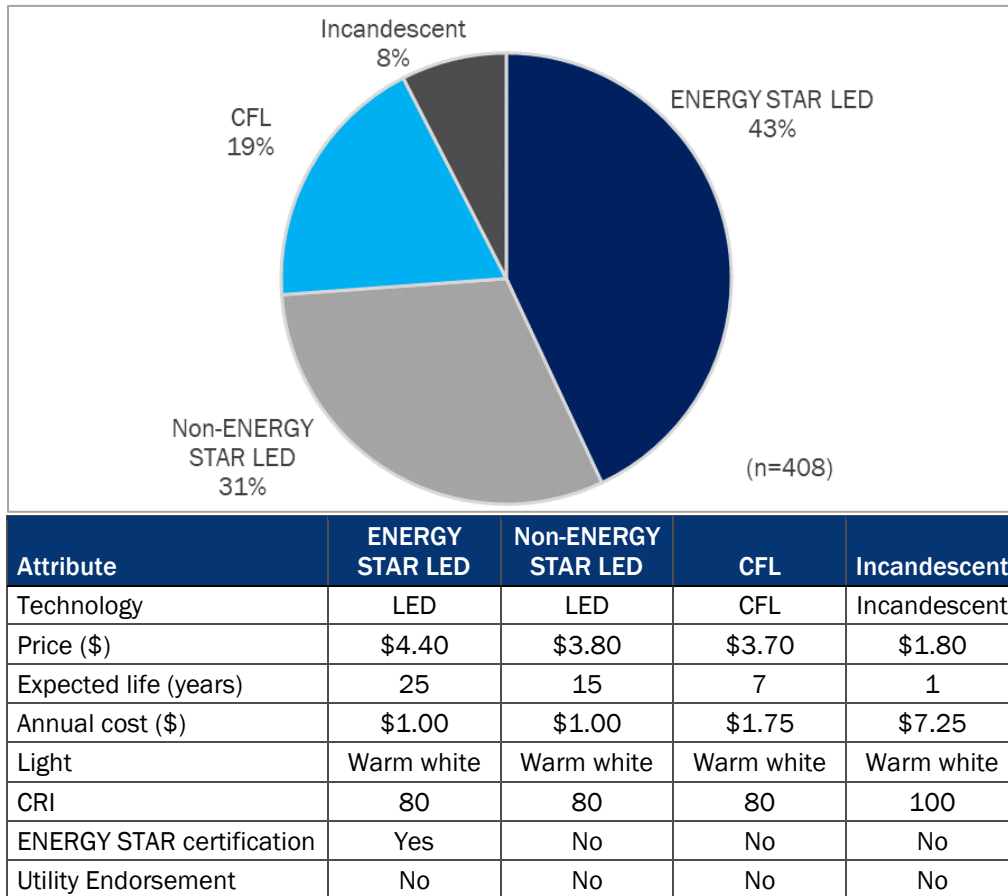 Incandescent
8%
ENERGY STAR LED
43%
CFL
19%
Non-ENERGY
STAR LED
31%
(n=408)
Attribute ENERGY STAR LED Non-ENERGY STAR LED CFL Incandescent
Technology LED LED CFL Incandescent
Price ($) $4.40 $3.80 $3.70 $1.80
Expected life (years) 25 15 7 1
Annual cost ($) $1.00 $1.00 $1.75 $7.25
Light Warm white Warm white Warm white Warm white
CRI 80 80 80 100
ENERGY STAR certification Yes No No No
Utility Endorsement No No No No